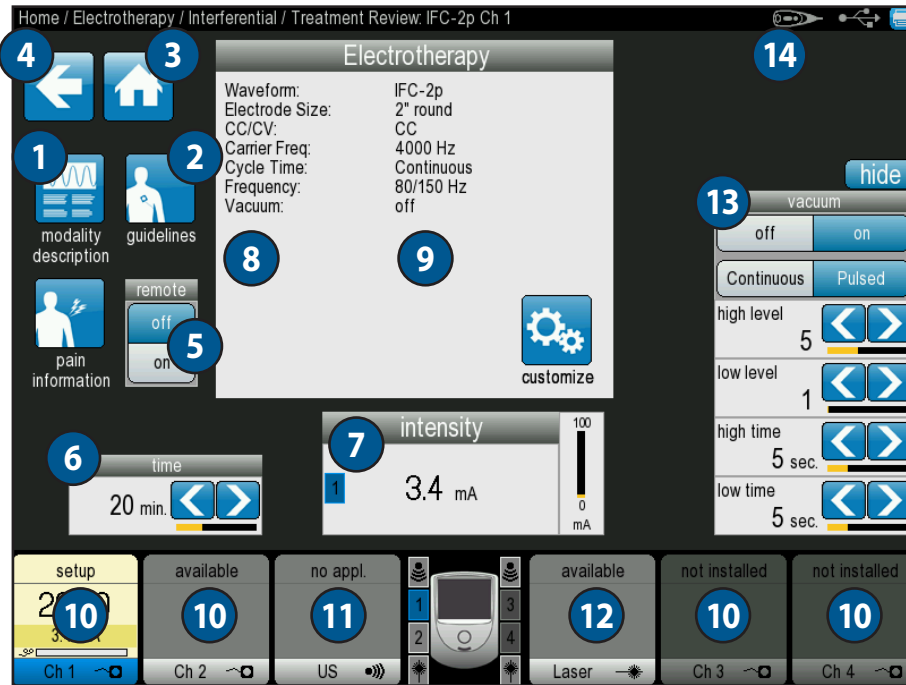 Home / Electrotherapy / Interferential / Treatment Review: IFC-2p Ch 1
4
3
14
Electrotherapy
Waveform: IFC-2p
Electrode Size: 2" round
CC/CV: CC
Carrier Freq: 4000 Hz
Cycle Time: Continuous
Frequency: 80/150 Hz
Vacuum: off
1
2
modality
description
guidelines
8
9
hide
13
vacuum
off on
Continuous Pulsed
high level
5
low level
1
high time
5 sec.
low time
5 sec.
remote
off
on
5
pain
information
customize
6
time
20 min.
7
intensity
1
3.4 mA
100
0
mA
setup
10
Ch 1
available
10
Ch 2
no appl.
11
US
1
2
3
4
available
12
Laser
not installed
10
Ch 3
not installed
10
Ch 4